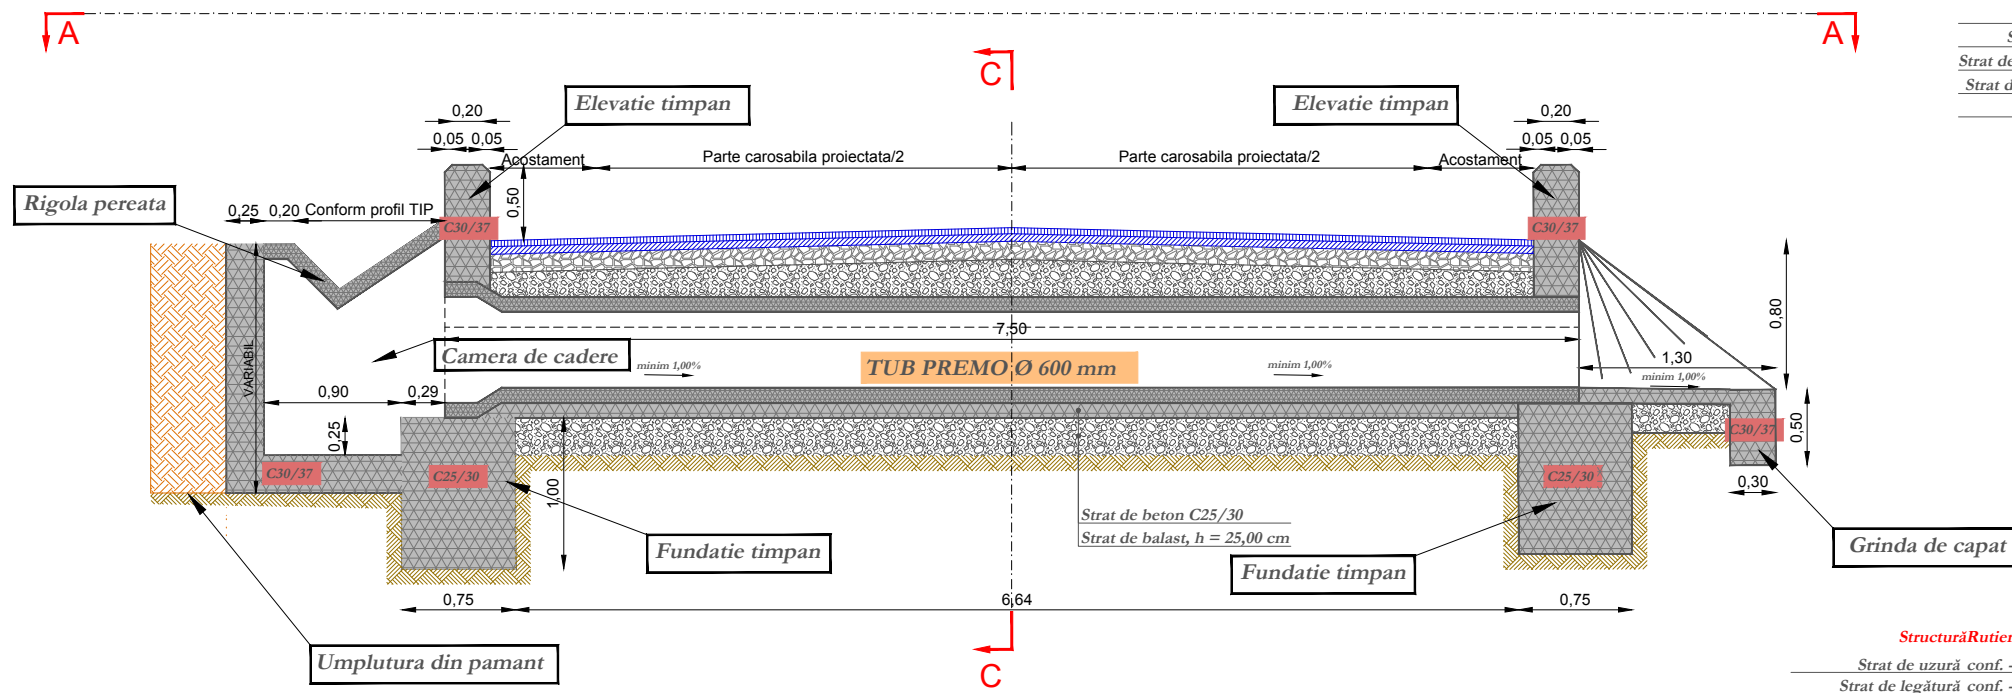 A
A
C
S
Strat de
Strat d
Elevatie timpan
Elevatie timpan
0,20
0,20
0,05 0,05
0,05 0,05
Acostament
Parte carosabila proiectata/2
Parte carosabila proiectata/2
Acostament
Rigola pereata
0,25
0,20
Conform profil TIP
0,50
C30/37
C30/37
0,80
7,50
Camera de cadere
VARIABIL
minim 1,00%
TUB PREMO Ø 600 mm
minim 1,00%
1,30
minim 1,00%
0,90
0,29
0,25
C30/37
0,50
C30/37
C25/30
1,00
C25/30
0,30
Strat de beton C25/30
Strat de balast, h = 25,00 cm
Fundatie timpan
Fundatie timpan
Grinda de capat
0,75
6,64
0,75
Umplutura din pamant
C
StructurăRutier
Strat de uzură conf. -
Strat de legătură conf. -